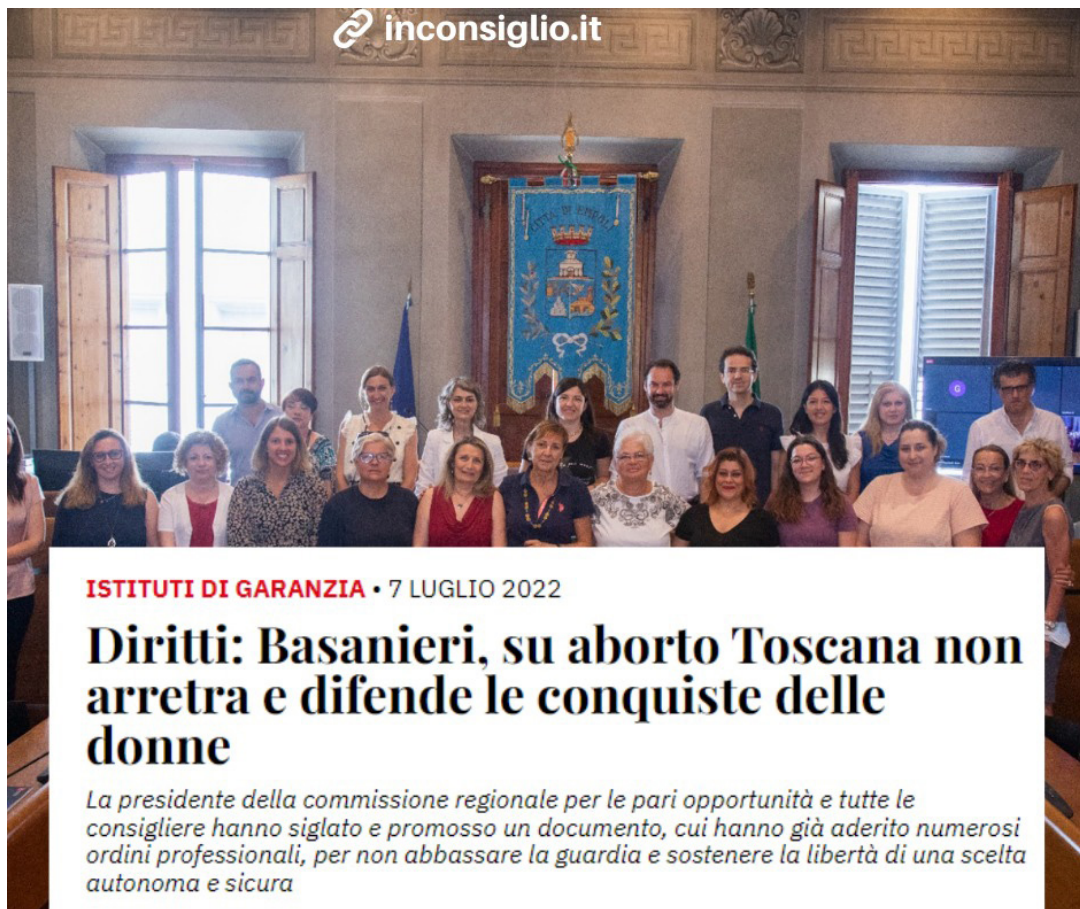 inconsiglio.it
CITTÀ DI EMPOLI
G
ISTITUTI DI GARANZIA • 7 LUGLIO 2022
Diritti: Basanieri, su aborto Toscana non
arretra e difende le conquiste delle
donne
La presidente della commissione regionale per le pari opportunità e tutte le
consigliere hanno siglato e promosso un documento, cui hanno già aderito numerosi
ordini professionali, per non abbassare la guardia e sostenere la libertà di una scelta
autonoma e sicura